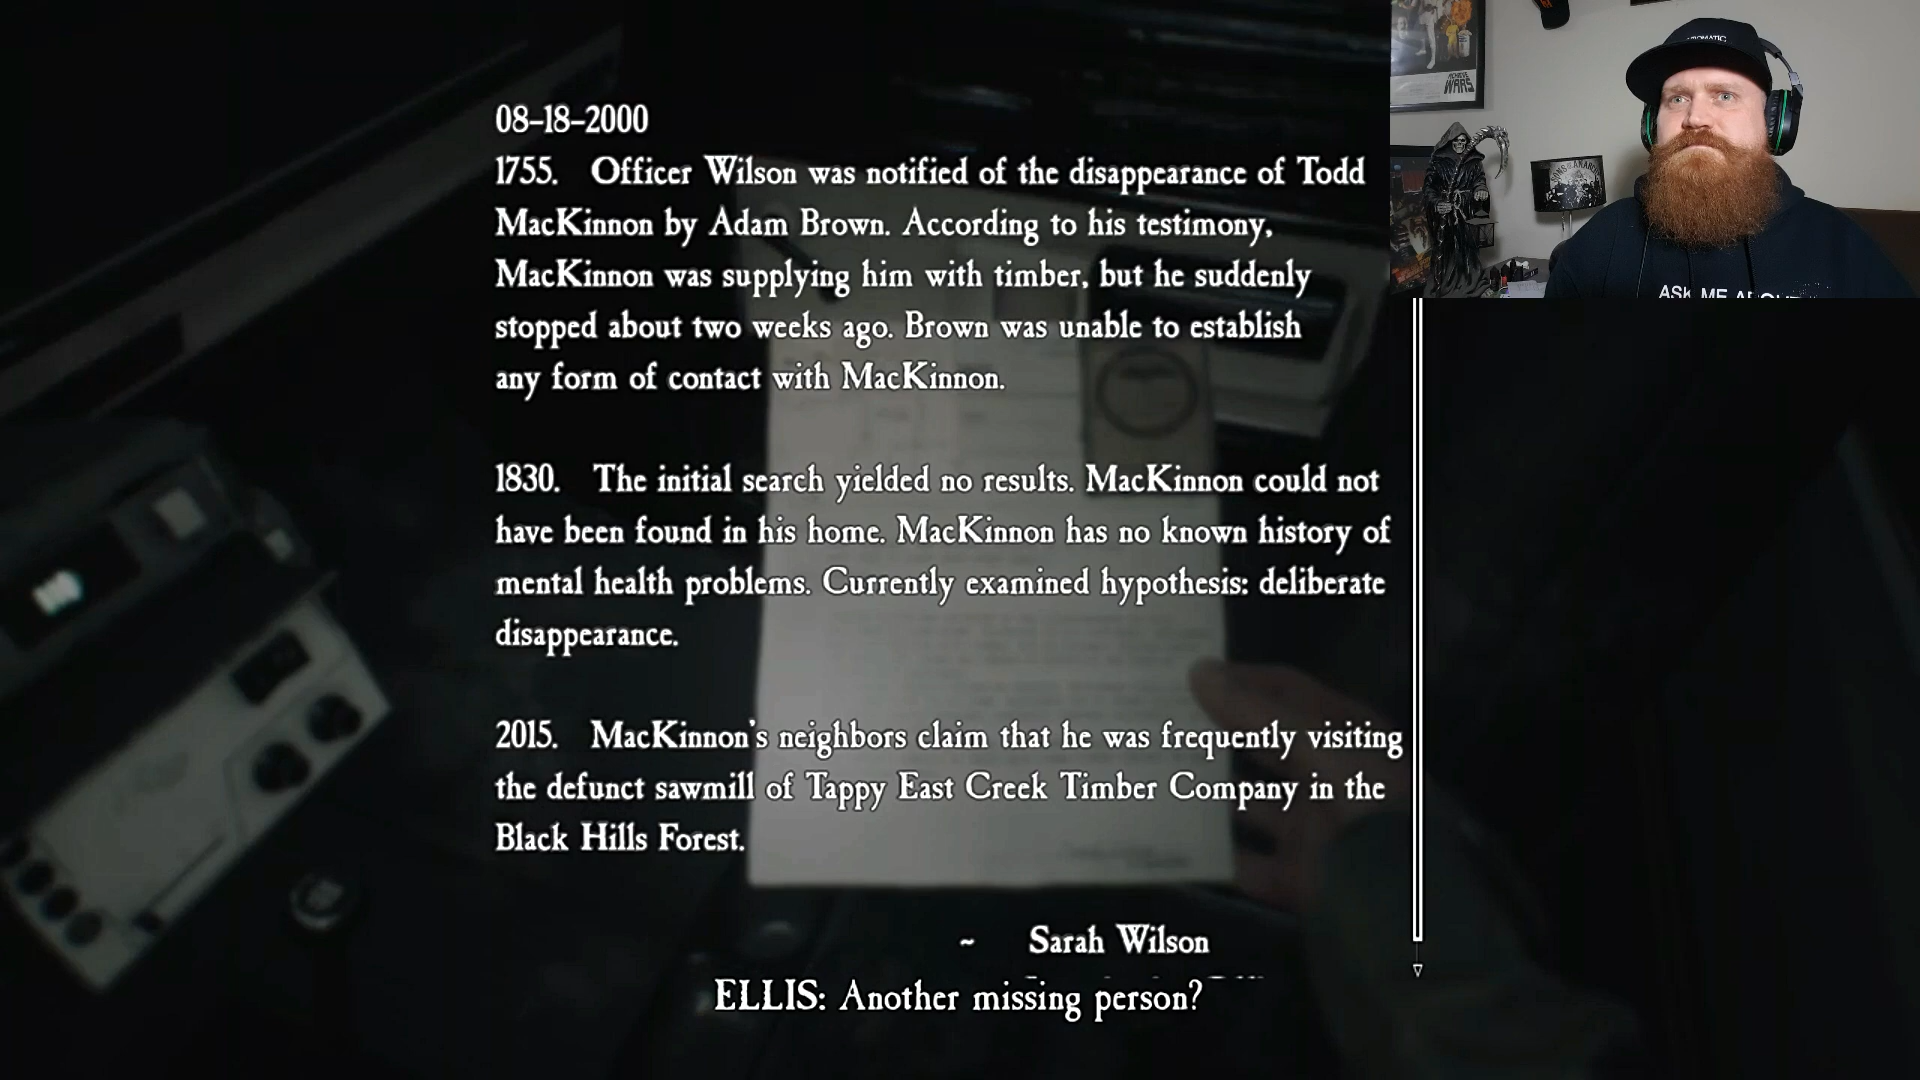 08-18-2000
1755. Officer Wilson was notified of the disappearance of Todd
MacKinnon by Adam Brown. According to his testimony,
MacKinnon was supplying him with timber, but he suddenly
stopped about two weeks ago. Brown was unable to establish
any form of contact with MacKinnon.
1830. The initial search yielded no results. MacKinnon could not
have been found in his home. MacKinnon has no known history of
mental health problems. Currently examined hypothesis: deliberate
disappearance.
2015. MacKinnon's neighbors claim that he was frequently visiting
the defunct sawmill of Tappy East Creek Timber Company in the
Black Hills Forest.
~ Sarah Wilson
ELLIS: Another missing person?
WARS
ASK ME